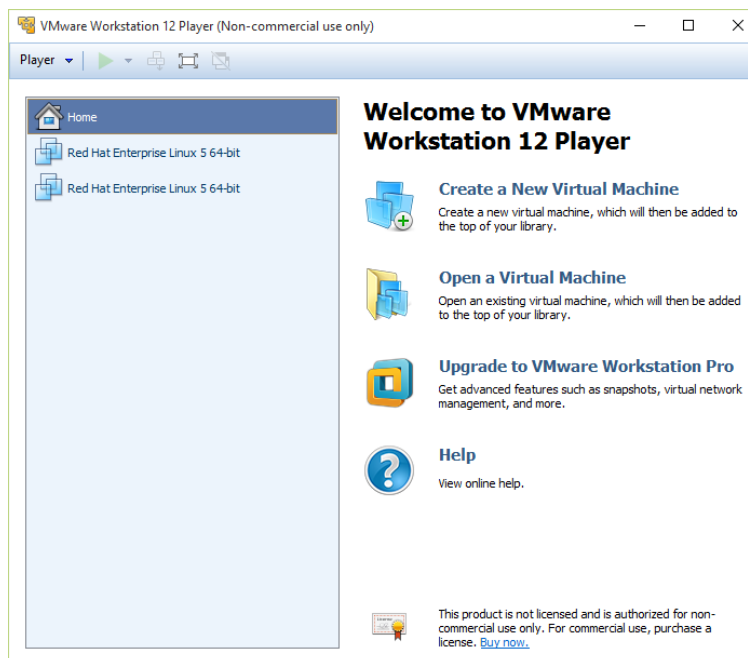 VMware Workstation 12 Player (Non-commercial use only)
Player
Home
Red Hat Enterprise Linux 5 64-bit
Red Hat Enterprise Linux 5 64-bit
Welcome to VMware
Workstation 12 Player
Create a New Virtual Machine
Create a new virtual machine, which will then be added to
the top of your library.
Open a Virtual Machine
Open an existing virtual machine, which will then be added
to the top of your library.
Upgrade to VMware Workstation Pro
Get advanced features such as snapshots, virtual network
management, and more.
Help
View online help.
This product is not licensed and is authorized for non-
commercial use only. For commercial use, purchase a
license. Buy now.